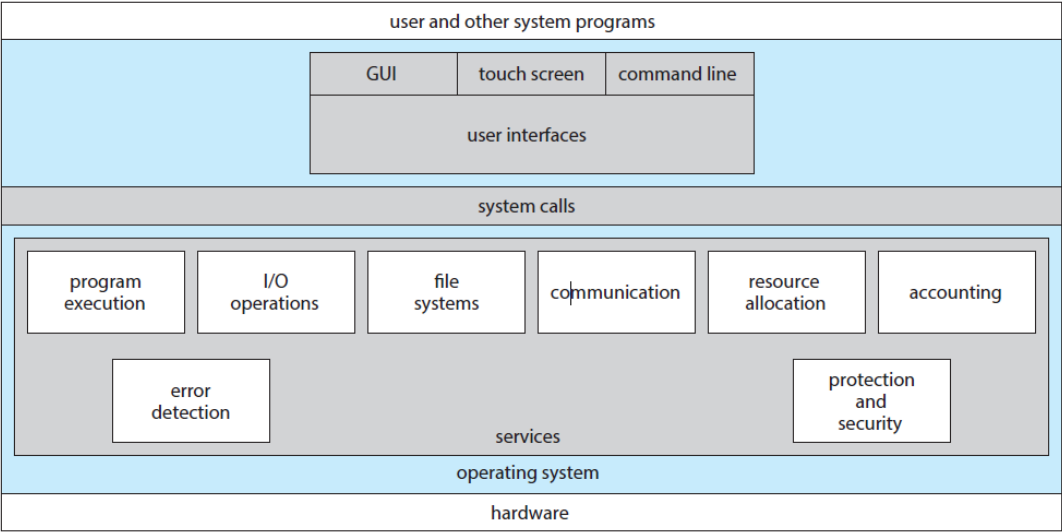 user and other system programs
GUI touch screen command line
user interfaces
system calls
program
execution
I/O
operations
file
systems
communication
resource
allocation
accounting
error
detection
protection
and
security
services
operating system
hardware